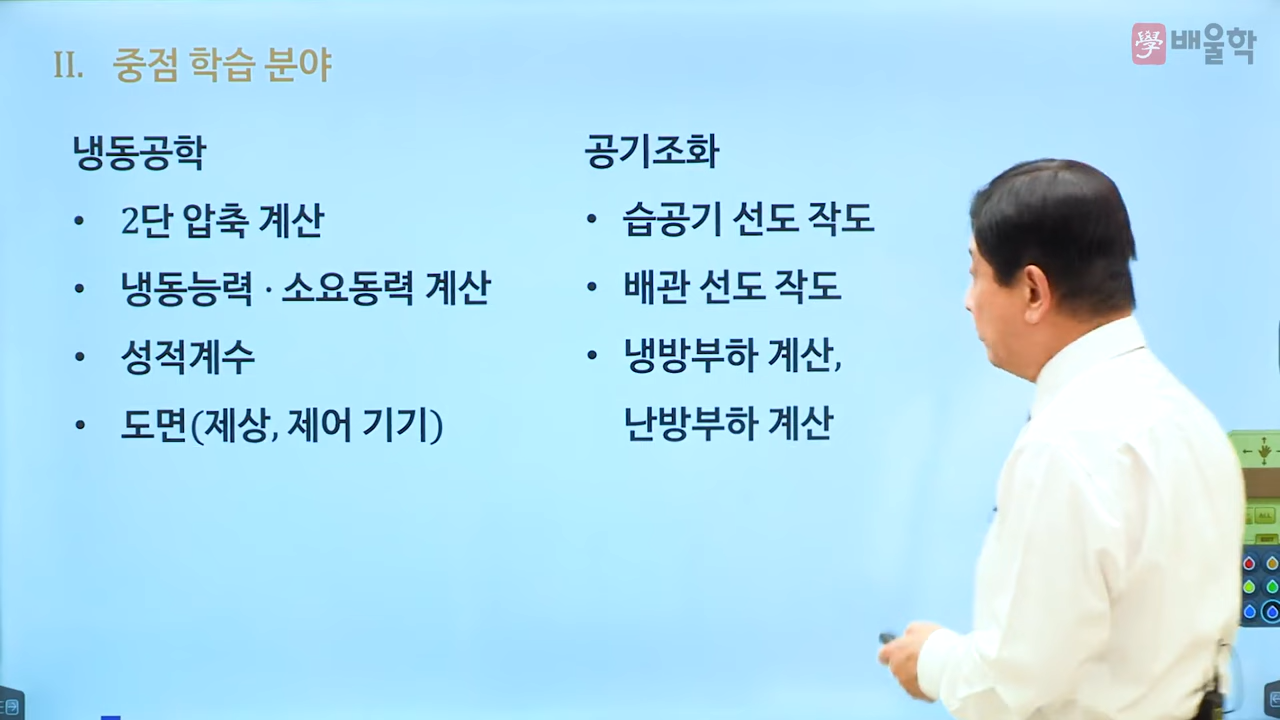 II. 중점 학습 분야
學 배울학
냉동공학
• 2단 압축 계산
• 냉동능력 · 소요동력 계산
• 성적계수
• 도면(제상, 제어 기기)
공기조화
• 습공기 선도 작도
• 배관 선도 작도
• 냉방부하 계산,
난방부하 계산
ALL